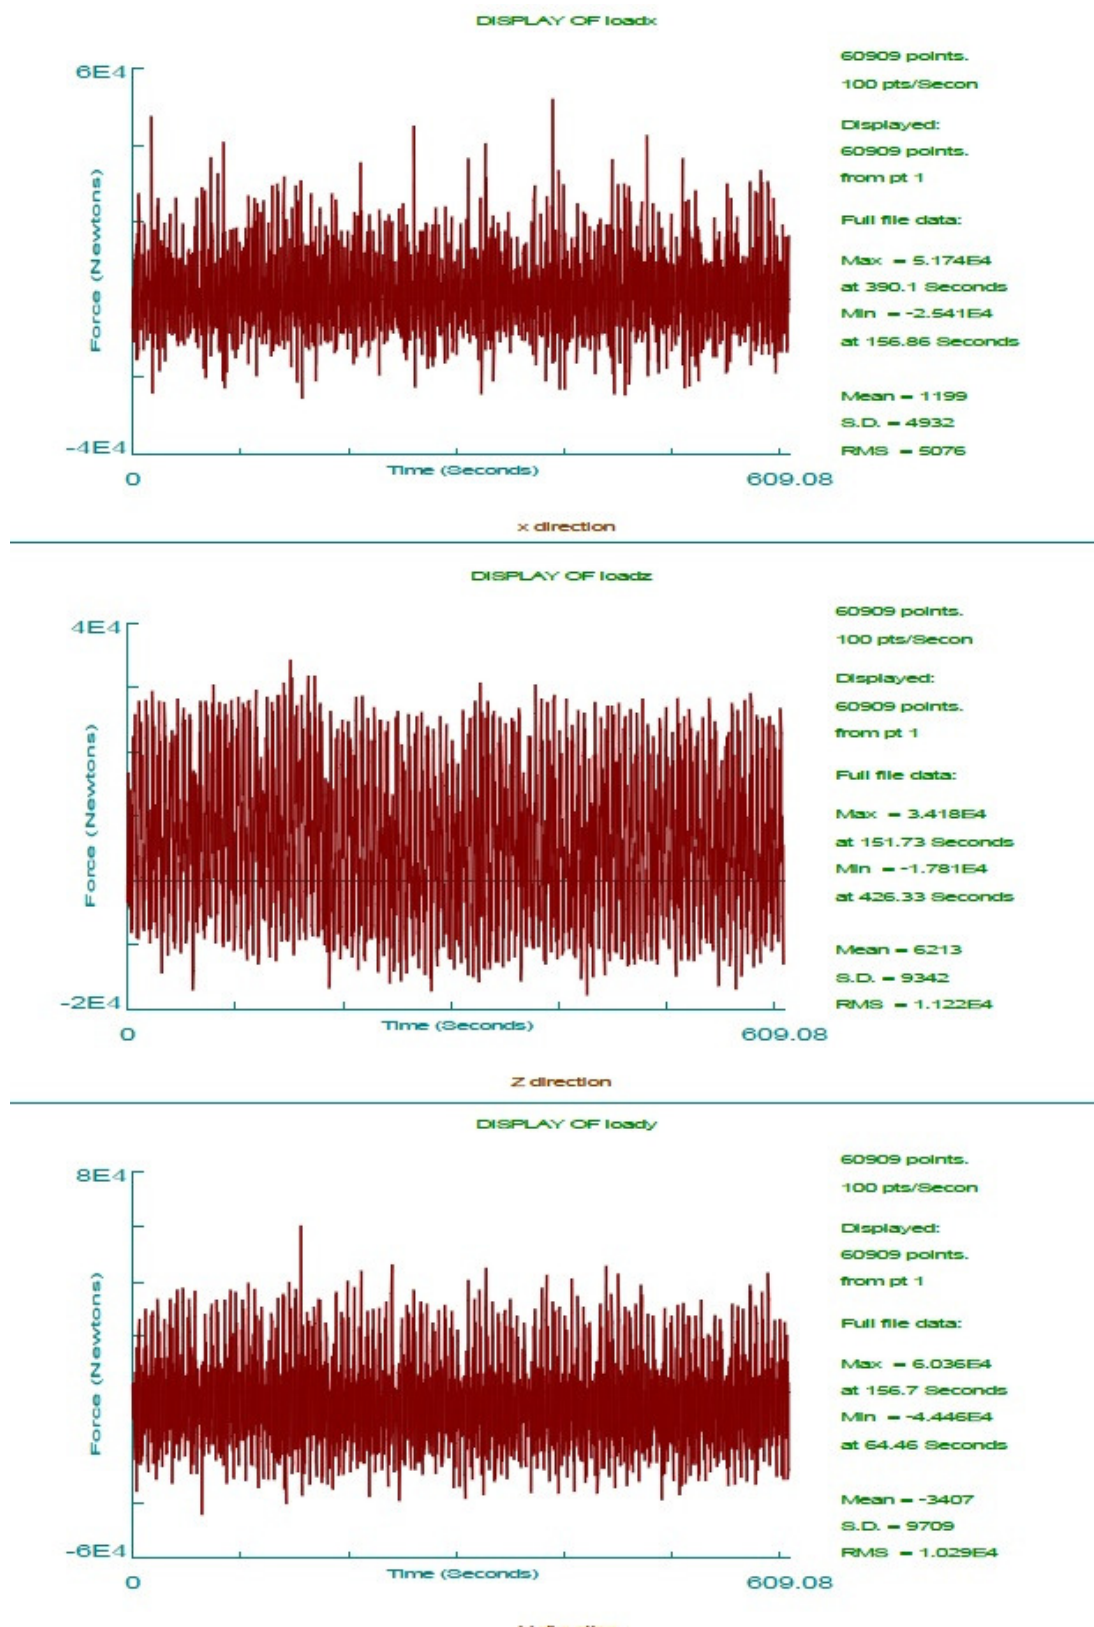 DISPLAY OF loadx
6E4
Force (Newtons)
-4E4
0
Time (Seconds)
609.08
60909 points.
100 pts/Secon
Displayed:
60909 points.
from pt 1
Full file data:
Max = 5.174E4
at 390.1 Seconds
Min = -2.541E4
at 156.86 Seconds
Mean = 1199
S.D. = 4932
RMS = 5076
x direction
DISPLAY OF loadz
4E4
Force (Newtons)
-2E4
0
Time (Seconds)
609.08
60909 points.
100 pts/Secon
Displayed:
60909 points.
from pt 1
Full file data:
Max = 3.418E4
at 151.73 Seconds
Min = -1.781E4
at 426.33 Seconds
Mean = 6213
S.D. = 9342
RMS = 1.122E4
Z direction
DISPLAY OF loady
8E4
Force (Newtons)
-6E4
0
Time (Seconds)
609.08
60909 points.
100 pts/Secon
Displayed:
60909 points.
from pt 1
Full file data:
Max = 6.036E4
at 156.7 Seconds
Min = -4.446E4
at 64.46 Seconds
Mean = -3407
S.D. = 9709
RMS = 1.029E4